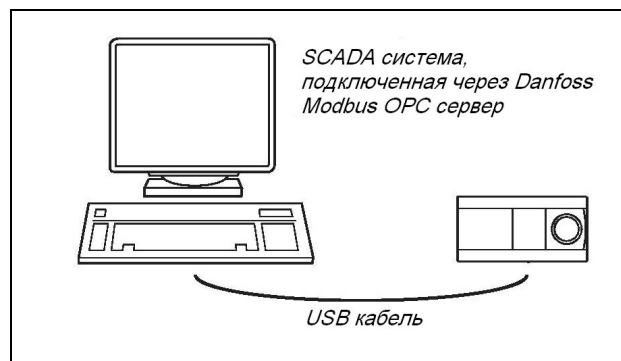 SCADA система,
подключенная через Danfoss
Modbus OPC сервер
USB кабель